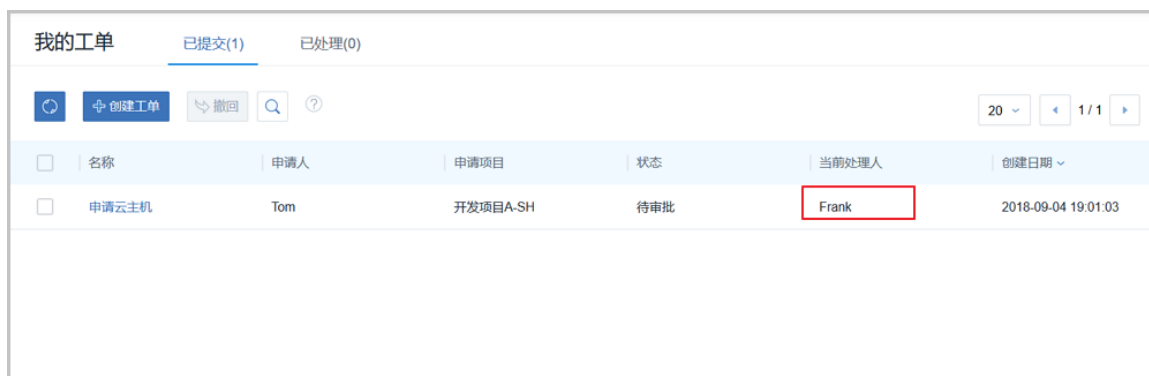 我的工单 已提交(1) 已处理(0)
创建工单 撤回 ? 20 1 / 1
名称 申请人 申请项目 状态 当前处理人 创建日期
申请云主机 Tom 开发项目A-SH 待审批 Frank 2018-09-04 19:01:03